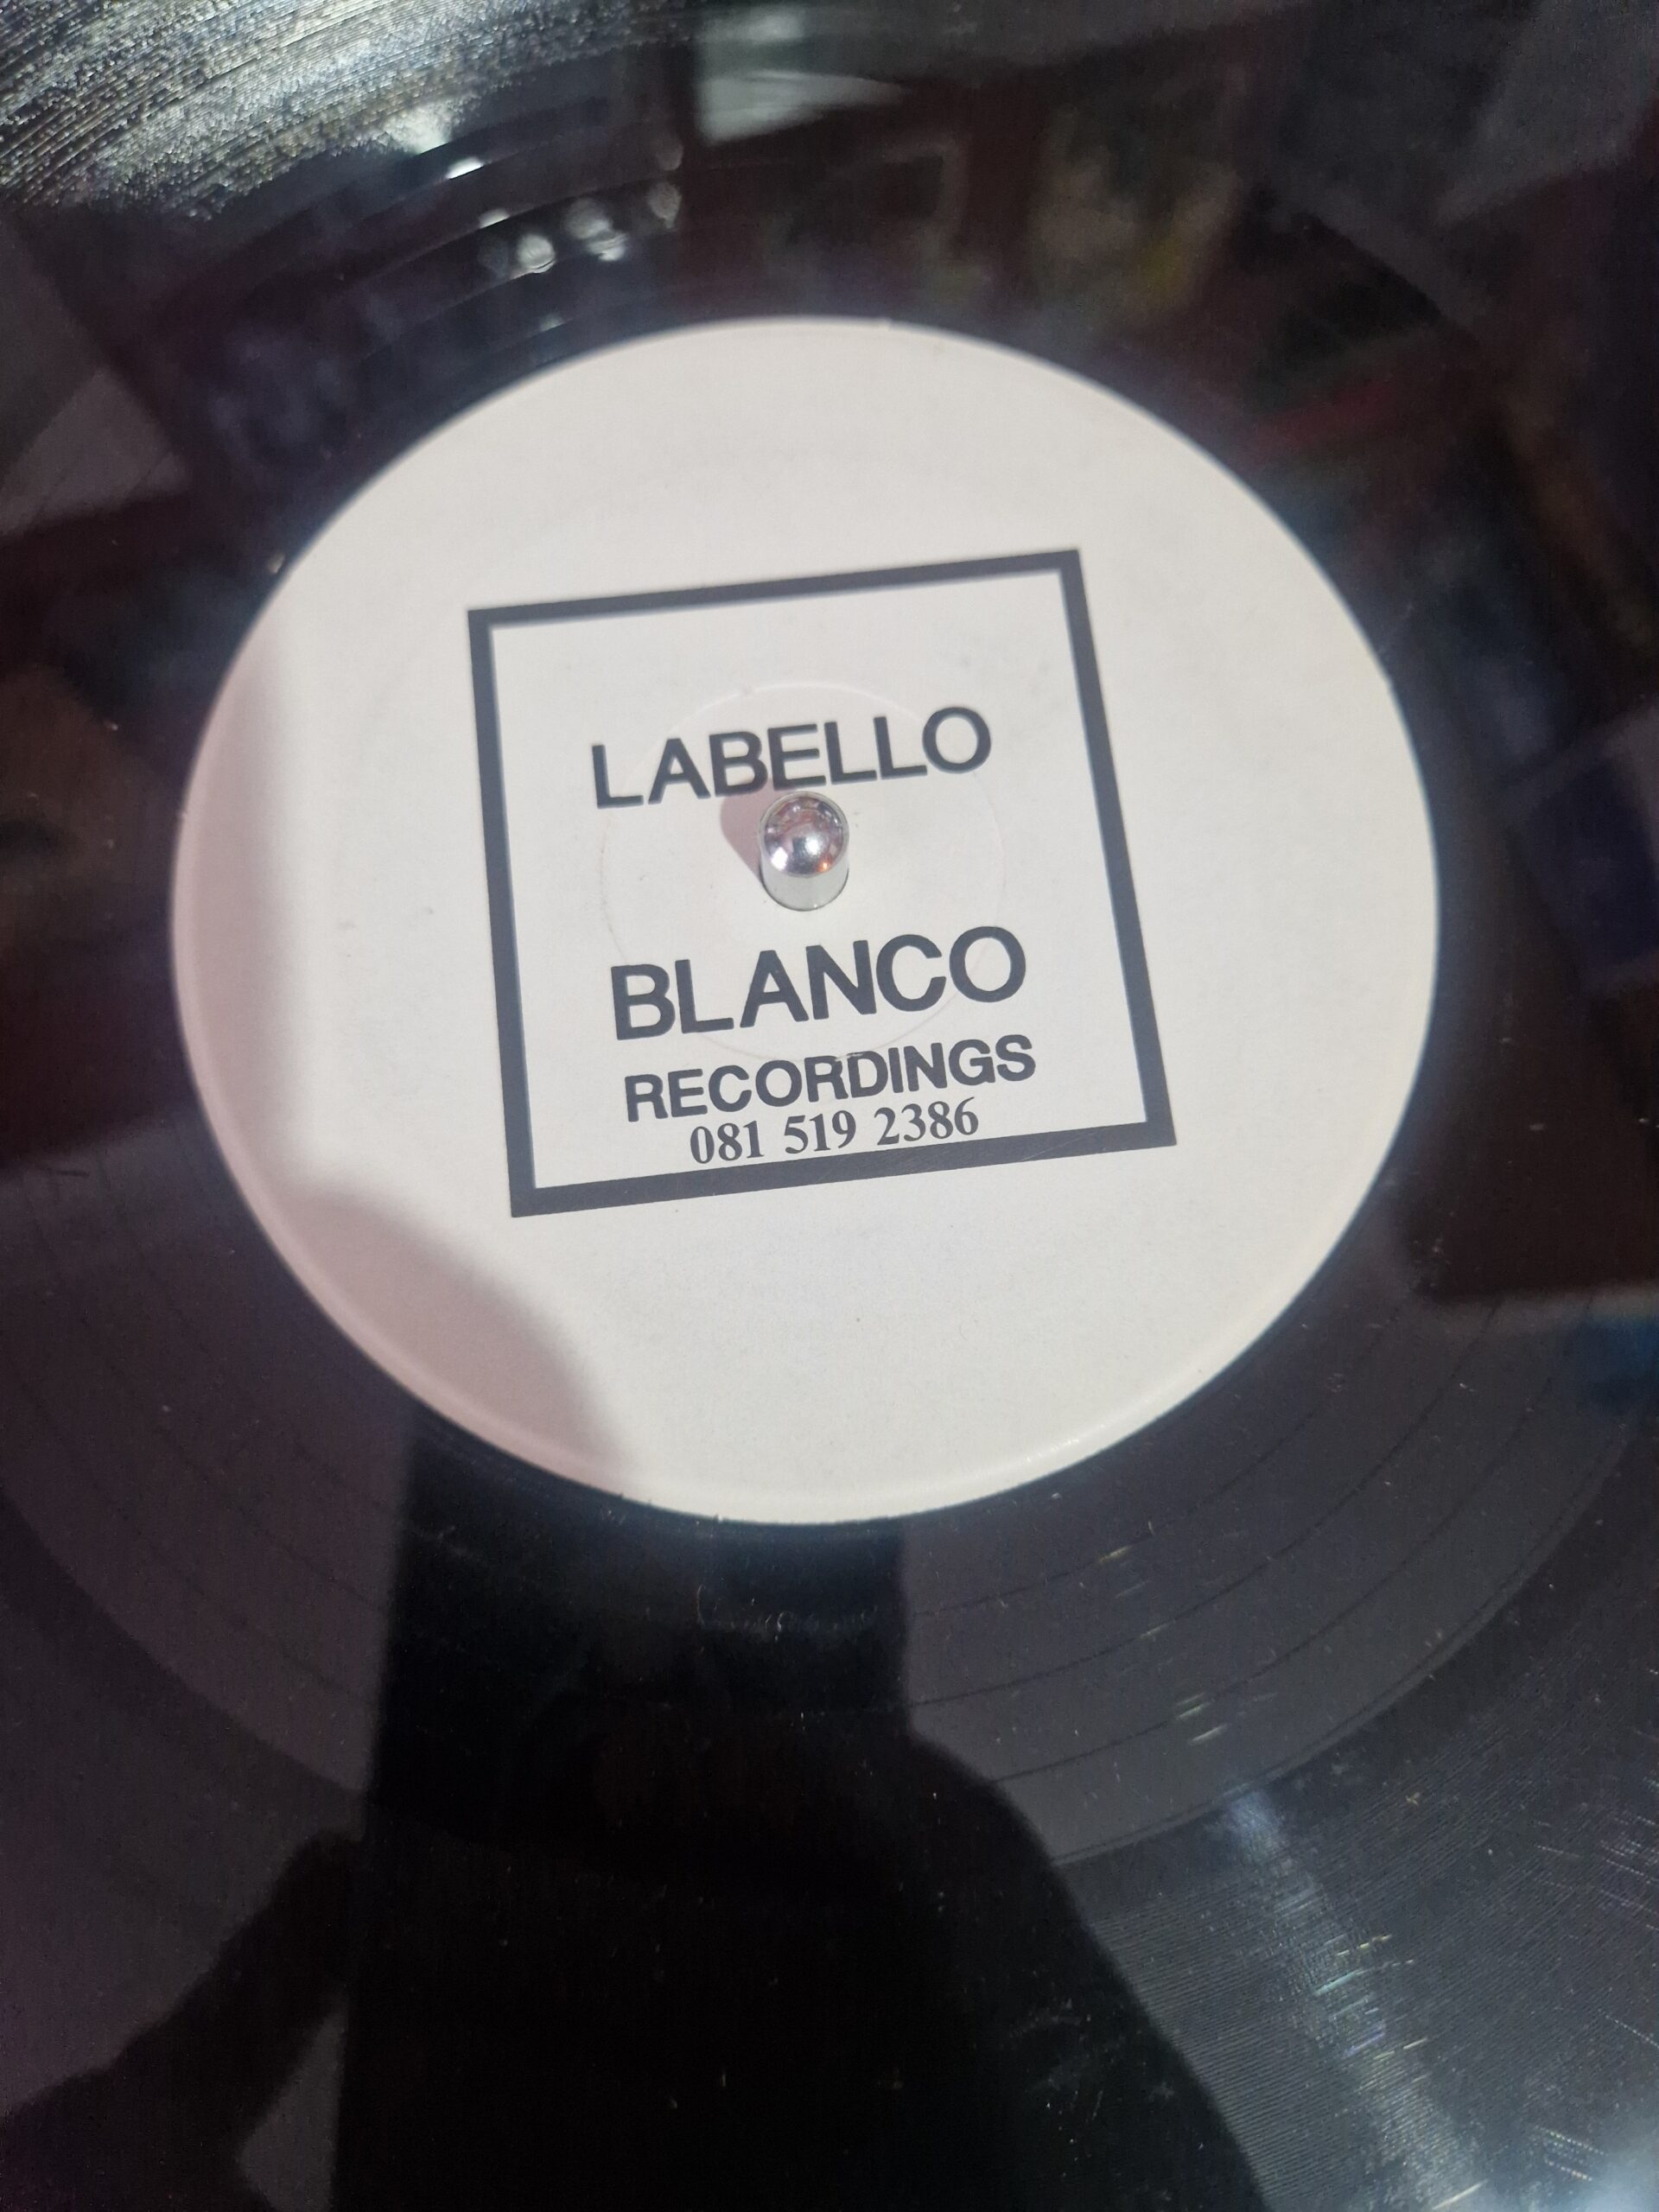 LABELLO
BLANCO
RECORDINGS
081 519 2386